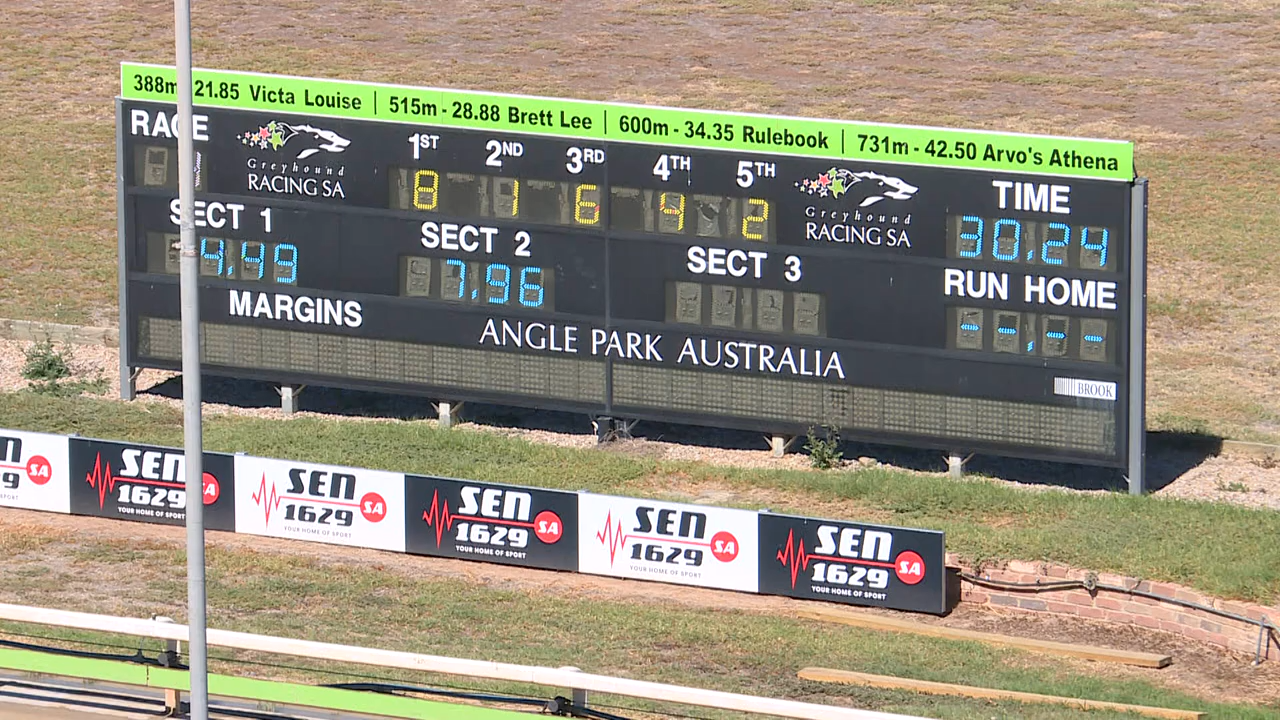 388m - 21.85 Victa Louise | 515m - 28.88 Brett Lee | 600m - 34.35 Rulebook | 731m - 42.50 Arvo's Athena
RACE
Greyhound
RACING SA
1ST 2ND 3RD 4TH 5TH
8 1 6 4 2
Greyhound
RACING SA
TIME
30.24
SECT 1
4.49
SECT 2
7.96
SECT 3
RUN HOME
--.--
MARGINS
ANGLE PARK AUSTRALIA
BROOK
9 SA
SEN
1629 SA
YOUR HOME OF SPORT
SEN
1629 SA
YOUR HOME OF SPORT
SEN
1629 SA
YOUR HOME OF SPORT
SEN
1629 SA
YOUR HOME OF SPORT
SEN
1629 SA
YOUR HOME OF SPORT